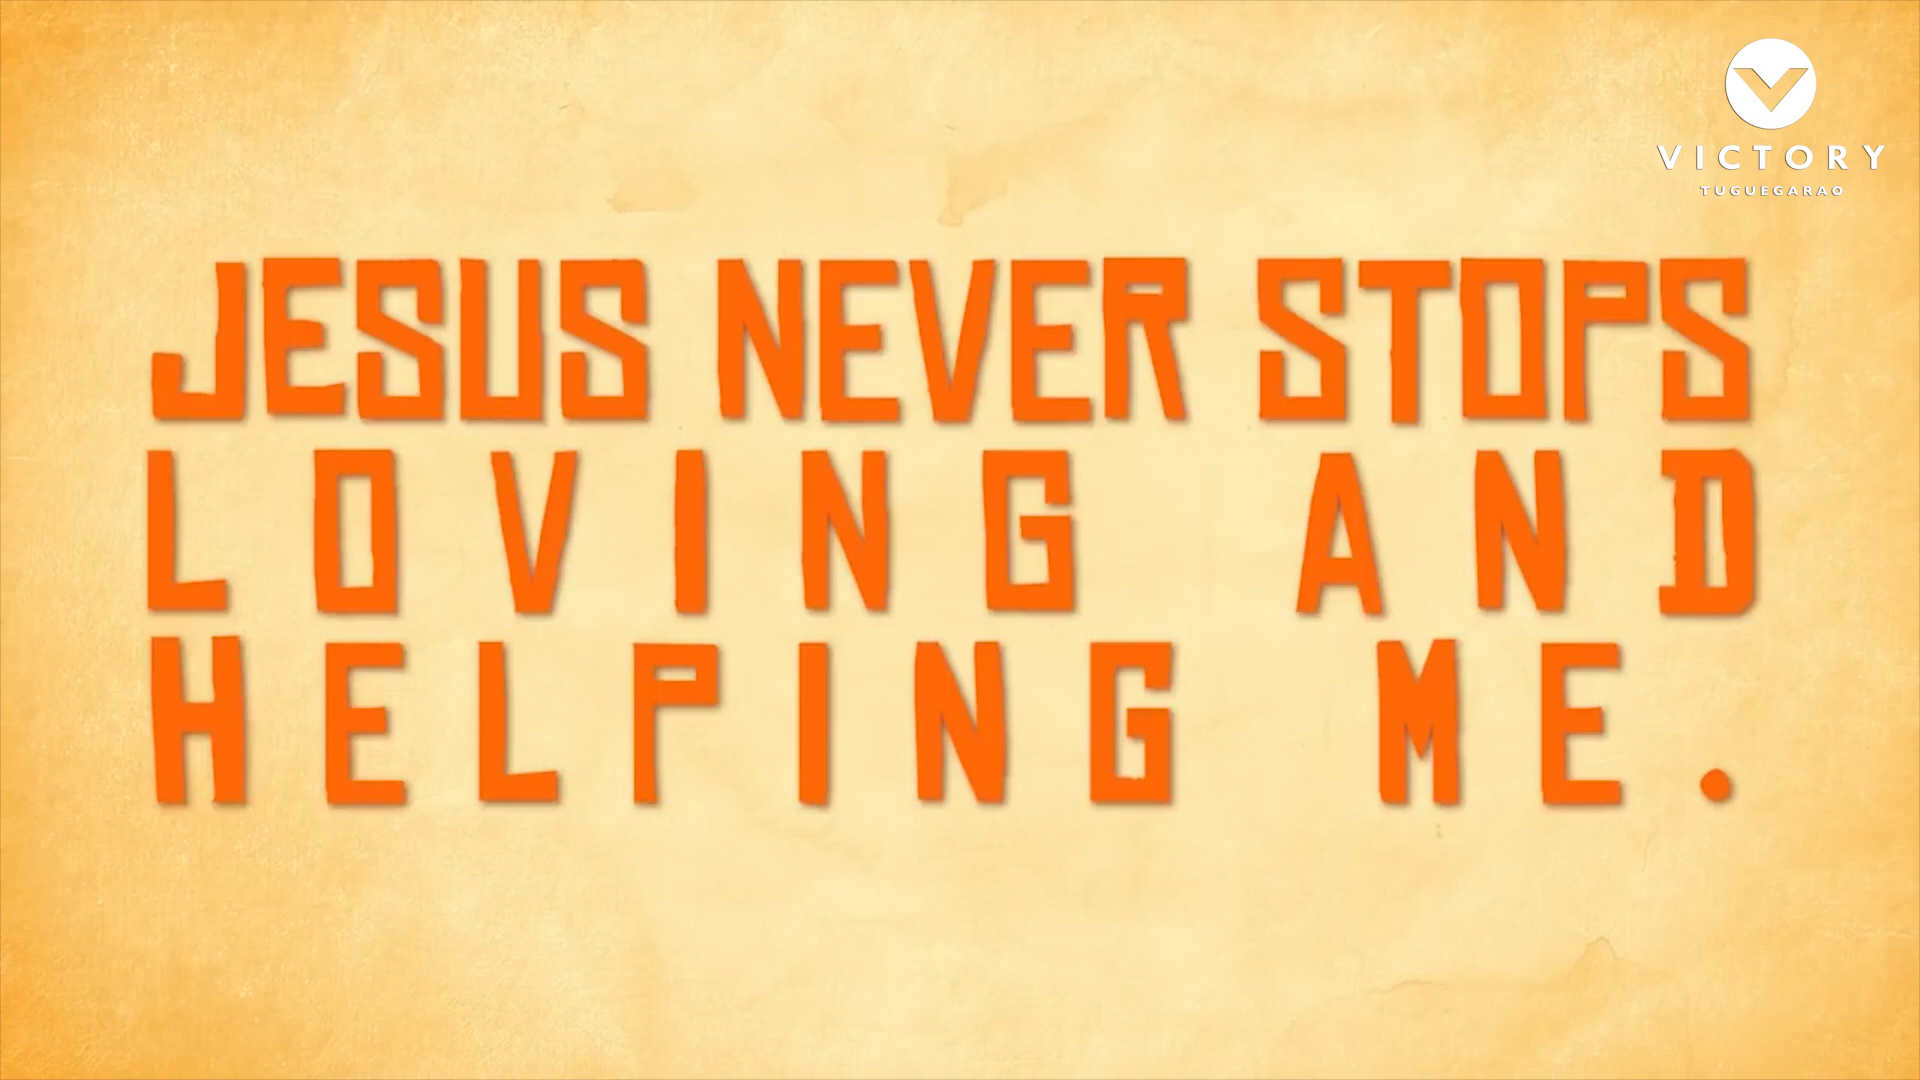 VICTORY
TUGUEGARAO
JESUS NEVER STOPS
LOVING AND
HELPING ME.